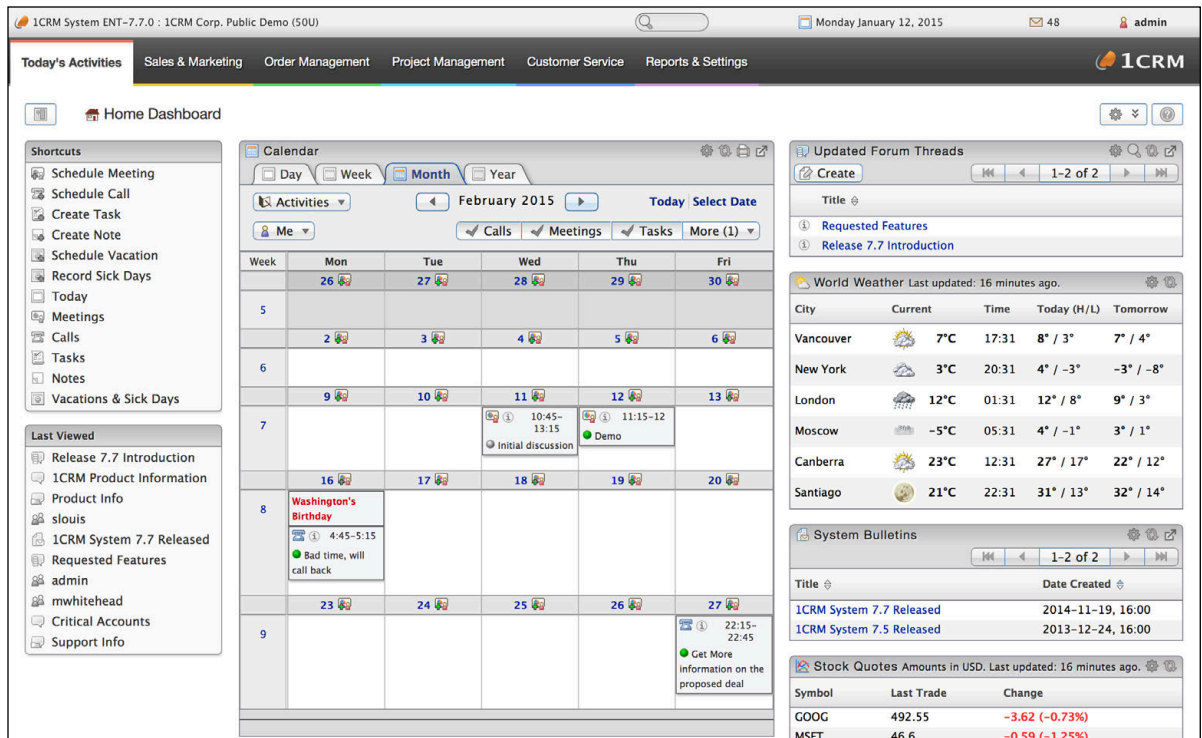 1CRM System ENT-7.7.0 : 1CRM Corp. Public Demo (50U)
Monday January 12, 2015
48
admin
Today's Activities
Sales & Marketing
Order Management
Project Management
Customer Service
Reports & Settings
1CRM
Home Dashboard
Shortcuts
Schedule Meeting
Schedule Call
Create Task
Create Note
Schedule Vacation
Record Sick Days
Today
Meetings
Calls
Tasks
Notes
Vacations & Sick Days
Last Viewed
Release 7.7 Introduction
1CRM Product Information
Product Info
slouis
1CRM System 7.7 Released
Requested Features
admin
mwhitehead
Critical Accounts
Support Info
Calendar
Day
Week
Month
Year
Activities
February 2015
Today Select Date
Me
Calls
Meetings
Tasks
More (1)
Week Mon Tue Wed Thu Fri
26 27 28 29 30
5
2 3 4 5 6
6
9 10 11 12 13
7
10:45-
13:15
Initial discussion
11:15-12
Demo
16 17 18 19 20
8
Washington's
Birthday
4:45-5:15
Bad time, will
call back
23 24 25 26 27
9
22:15-
22:45
Get More
information on the
proposed deal
Updated Forum Threads
Create
1-2 of 2
Title
Requested Features
Release 7.7 Introduction
World Weather Last updated: 16 minutes ago.
City Current Time Today (H/L) Tomorrow
Vancouver 7°C 17:31 8° / 3° 7° / 4°
New York 3°C 20:31 4° / -3° -3° / -8°
London 12°C 01:31 12° / 8° 9° / 3°
Moscow -5°C 05:31 4° / -1° 3° / 1°
Canberra 23°C 12:31 27° / 17° 22° / 12°
Santiago 21°C 22:31 31° / 13° 32° / 14°
System Bulletins
1-2 of 2
Title Date Created
1CRM System 7.7 Released 2014-11-19, 16:00
1CRM System 7.5 Released 2013-12-24, 16:00
Stock Quotes Amounts in USD. Last updated: 16 minutes ago.
Symbol Last Trade Change
GOOG 492.55 -3.62 (-0.73%)
MSFT 46.6 -0.59 (-1.25%)